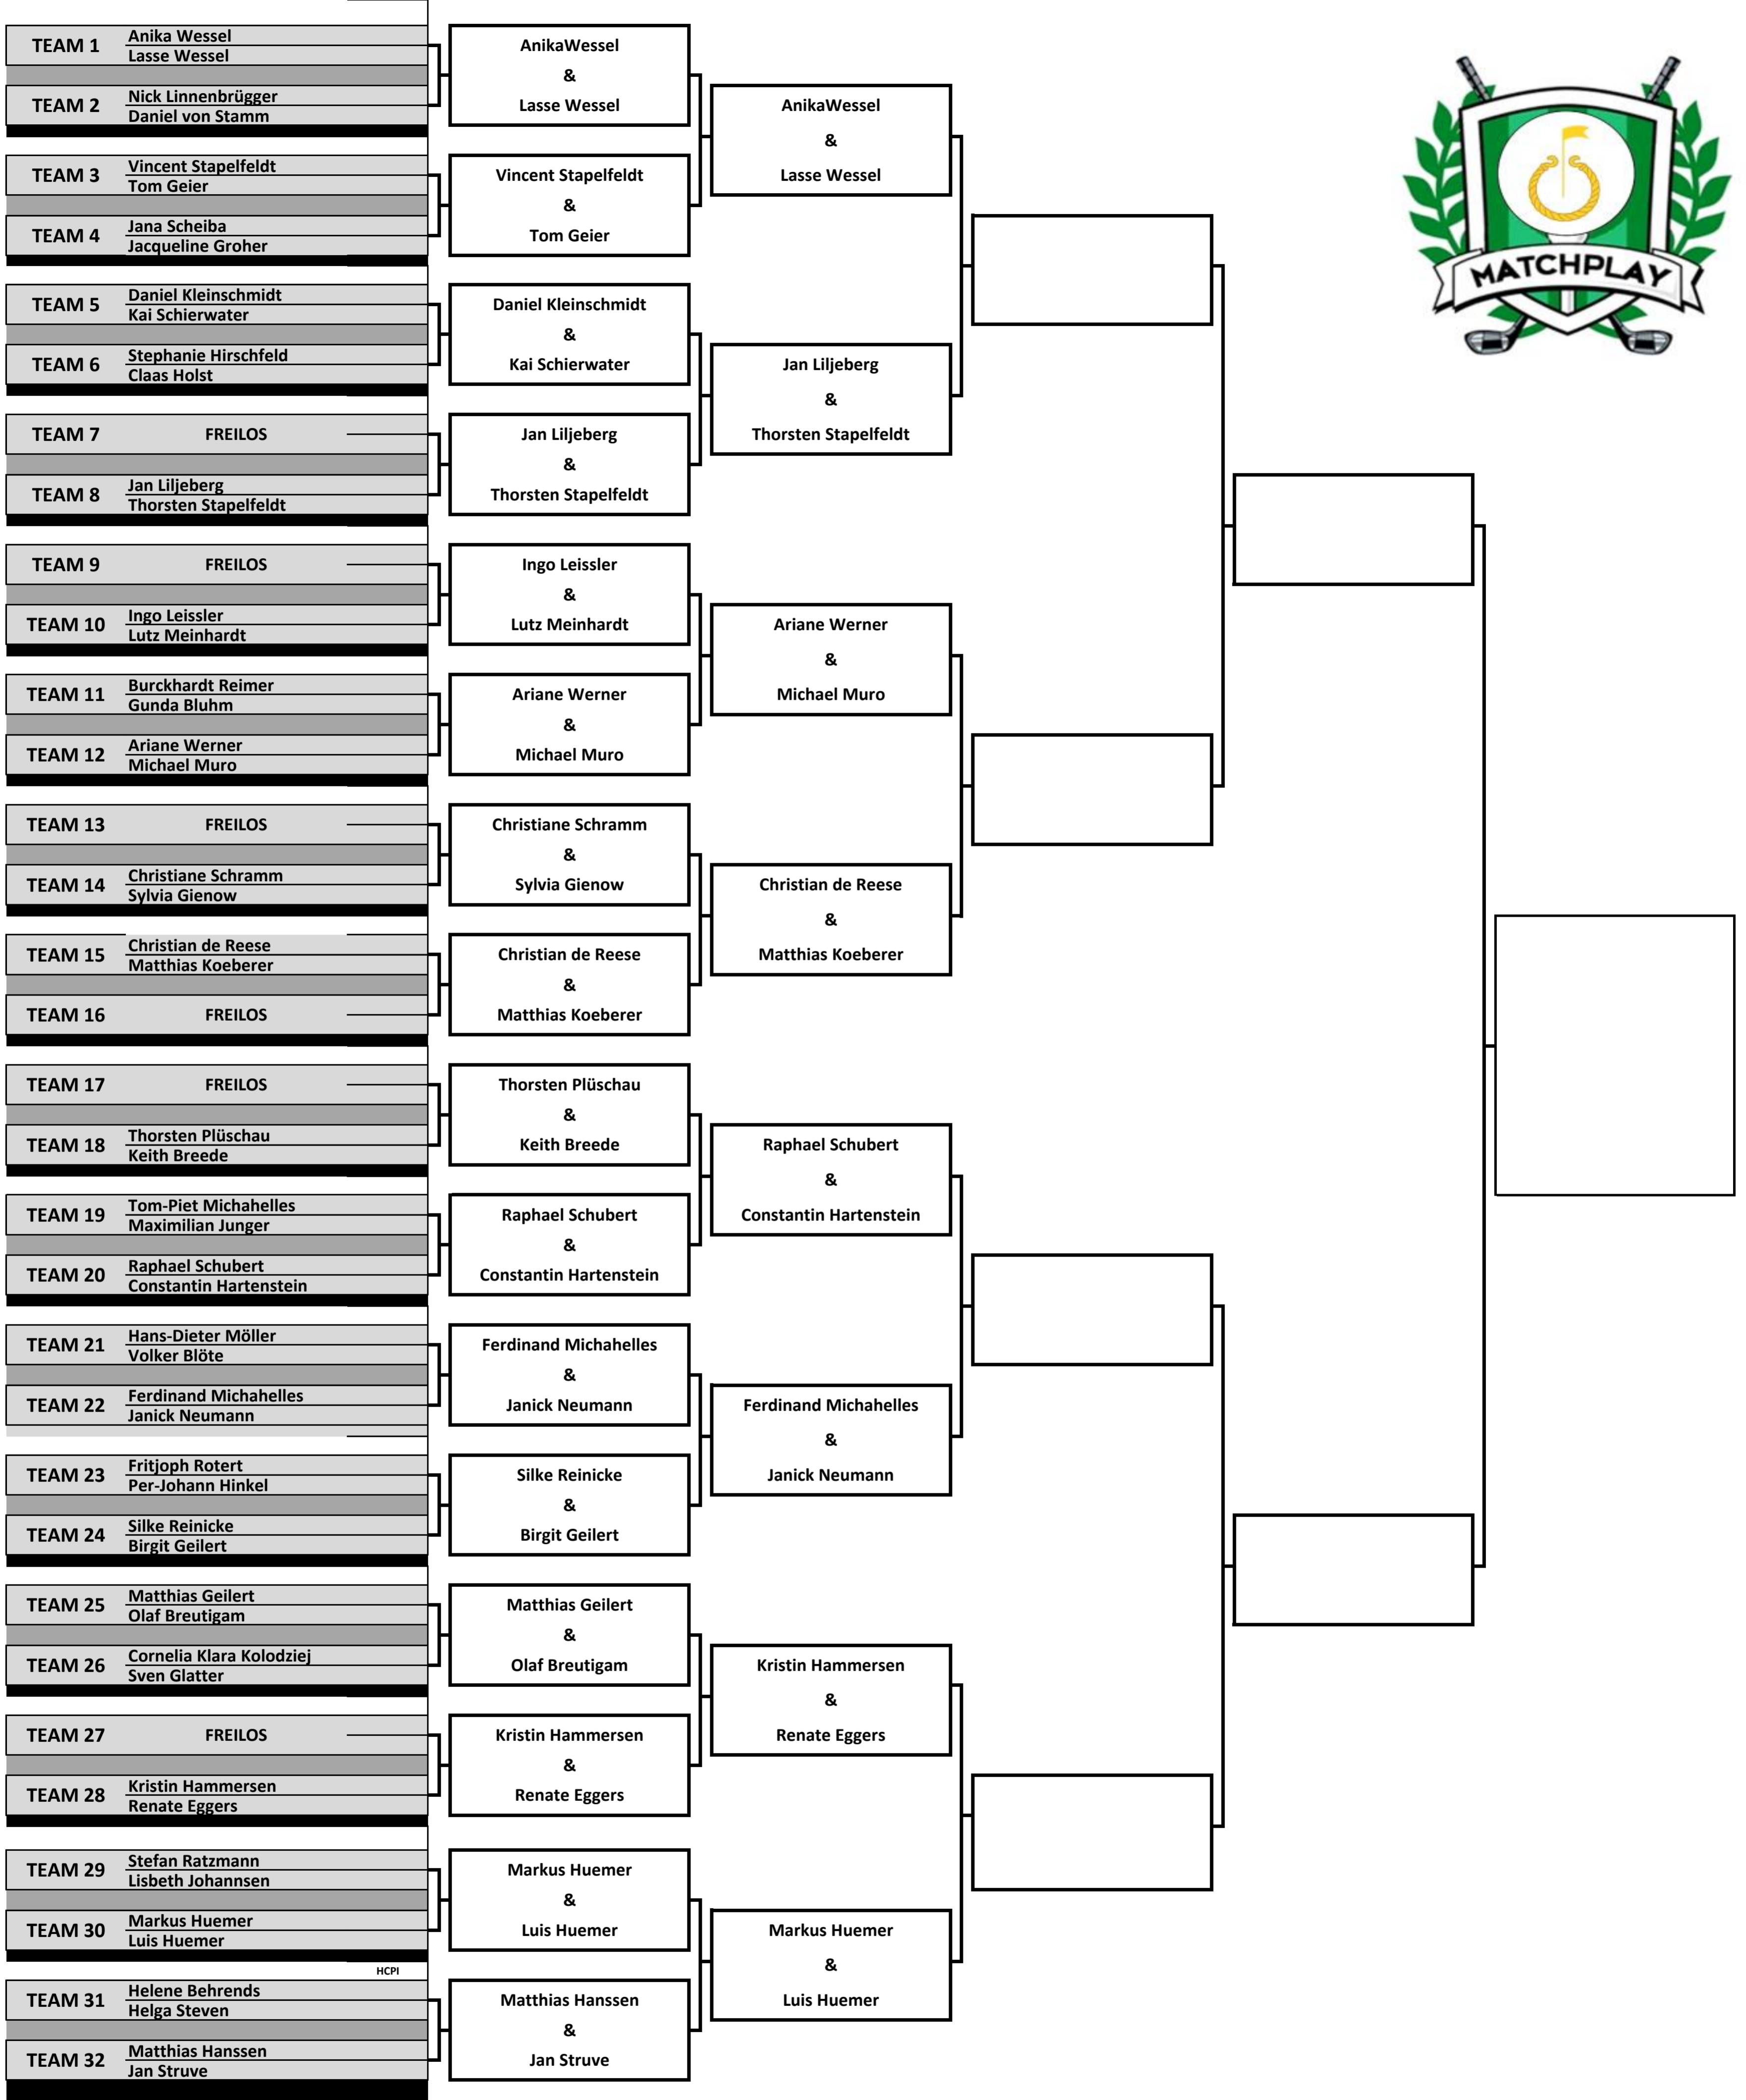 TEAM 1
Anika Wessel
Lasse Wessel
TEAM 2
Nick Linnenbrügger
Daniel von Stamm
TEAM 3
Vincent Stapelfeldt
Tom Geier
TEAM 4
Jana Scheiba
Jacqueline Groher
TEAM 5
Daniel Kleinschmidt
Kai Schierwater
TEAM 6
Stephanie Hirschfeld
Claas Holst
TEAM 7
FREILOS
TEAM 8
Jan Liljeberg
Thorsten Stapelfeldt
TEAM 9
FREILOS
TEAM 10
Ingo Leissler
Lutz Meinhardt
TEAM 11
Burckhardt Reimer
Gunda Bluhm
TEAM 12
Ariane Werner
Michael Muro
TEAM 13
FREILOS
TEAM 14
Christiane Schramm
Sylvia Gienow
TEAM 15
Christian de Reese
Matthias Koeberer
TEAM 16
FREILOS
TEAM 17
FREILOS
TEAM 18
Thorsten Plüschau
Keith Breede
TEAM 19
Tom-Piet Michahelles
Maximilian Junger
TEAM 20
Raphael Schubert
Constantin Hartenstein
TEAM 21
Hans-Dieter Möller
Volker Blöte
TEAM 22
Ferdinand Michahelles
Janick Neumann
TEAM 23
Fritjoph Rotert
Per-Johann Hinkel
TEAM 24
Silke Reinicke
Birgit Geilert
TEAM 25
Matthias Geilert
Olaf Breutigam
TEAM 26
Cornelia Klara Kolodziej
Sven Glatter
TEAM 27
FREILOS
TEAM 28
Kristin Hammersen
Renate Eggers
TEAM 29
Stefan Ratzmann
Lisbeth Johannsen
TEAM 30
Markus Huemer
Luis Huemer
HCPI
TEAM 31
Helene Behrends
Helga Steven
TEAM 32
Matthias Hanssen
Jan Struve
AnikaWessel
&
Lasse Wessel
Vincent Stapelfeldt
&
Tom Geier
Daniel Kleinschmidt
&
Kai Schierwater
Jan Liljeberg
&
Thorsten Stapelfeldt
Ingo Leissler
&
Lutz Meinhardt
Ariane Werner
&
Michael Muro
Christiane Schramm
&
Sylvia Gienow
Christian de Reese
&
Matthias Koeberer
Thorsten Plüschau
&
Keith Breede
Raphael Schubert
&
Constantin Hartenstein
Ferdinand Michahelles
&
Janick Neumann
Silke Reinicke
&
Birgit Geilert
Matthias Geilert
&
Olaf Breutigam
Kristin Hammersen
&
Renate Eggers
Markus Huemer
&
Luis Huemer
Matthias Hanssen
&
Jan Struve
AnikaWessel
&
Lasse Wessel
Jan Liljeberg
&
Thorsten Stapelfeldt
Ariane Werner
&
Michael Muro
Christian de Reese
&
Matthias Koeberer
Raphael Schubert
&
Constantin Hartenstein
Ferdinand Michahelles
&
Janick Neumann
Kristin Hammersen
&
Renate Eggers
Markus Huemer
&
Luis Huemer
MATCHPLAY